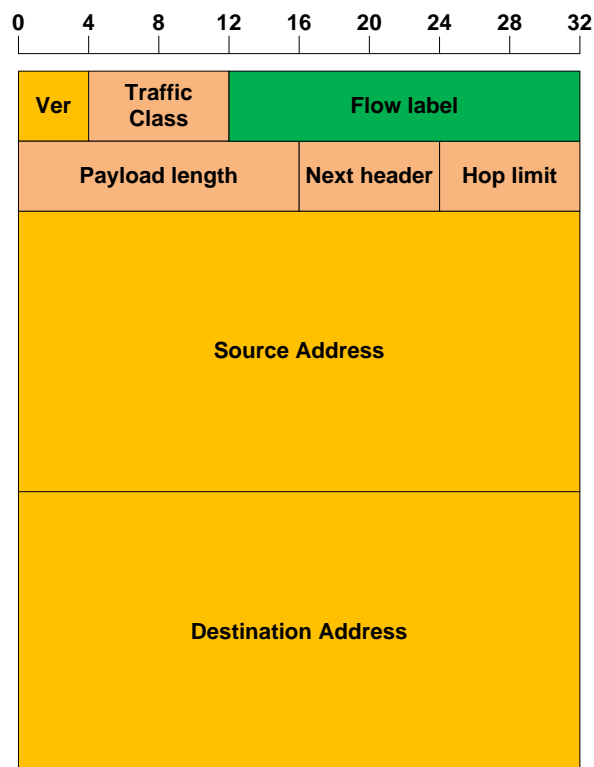 0 4 8 12 16 20 24 28 32
Ver Traffic Flow label
Class
Payload length Next header Hop limit
Source Address
Destination Address